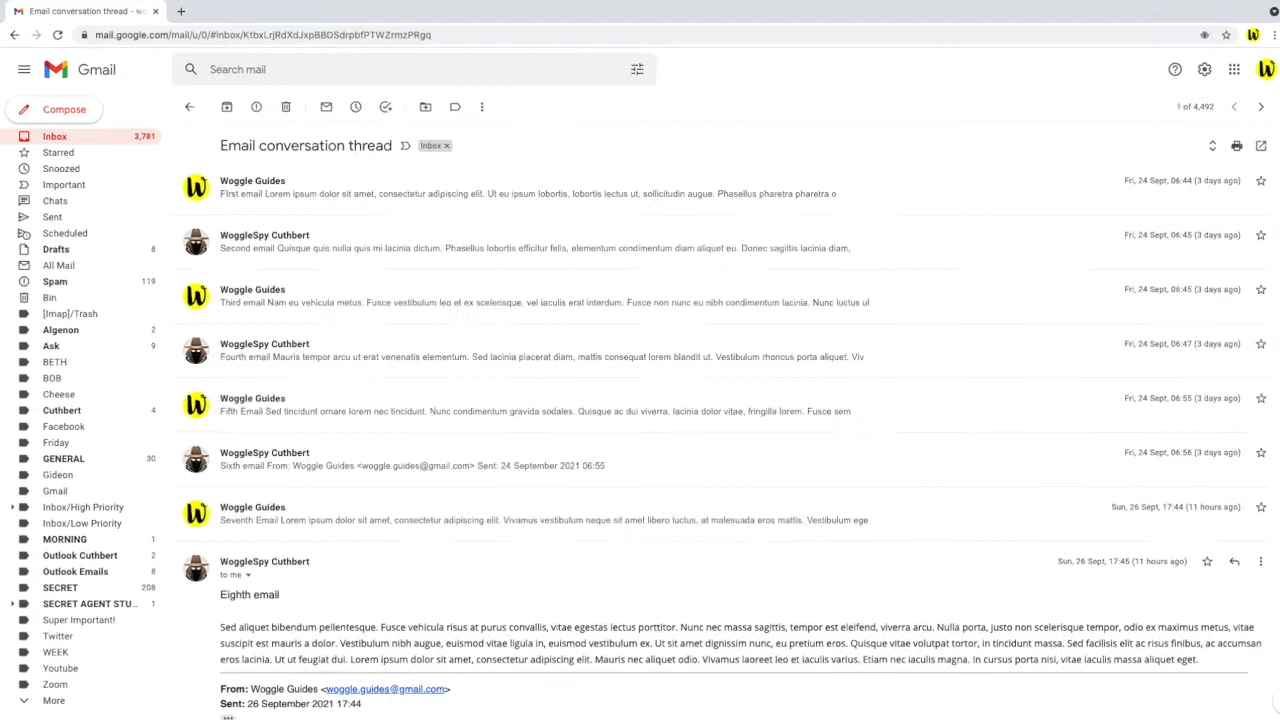 Email conversation thread - wo
mail.google.com/mail/u/0/#inbox/KtbxLrjRdXdJxpBBDSdrpbfPTWZrmzPRgq
Gmail
Search mail
Compose
1 of 4,492
Inbox 3,781
Starred
Snoozed
Important
Chats
Sent
Scheduled
Drafts 8
All Mail
Spam 119
Bin
[Imap]/Trash
Algenon 2
Ask 9
BETH
BOB
Cheese
Cuthbert 4
Facebook
Friday
GENERAL 30
Gideon
Gmail
Inbox/High Priority
Inbox/Low Priority
MORNING 1
Outlook Cuthbert 2
Outlook Emails 8
SECRET 208
SECRET AGENT STU... 1
Super Important!
Twitter
WEEK
Youtube
Zoom
More
Email conversation thread Inbox ×
Woggle Guides Fri, 24 Sept, 06:44 (3 days ago)
FIrst email Lorem ipsum dolor sit amet, consectetur adipiscing elit. Ut eu ipsum lobortis, lobortis lectus ut, sollicitudin augue. Phasellus pharetra pharetra o
WoggleSpy Cuthbert Fri, 24 Sept, 06:45 (3 days ago)
Second email Quisque quis nulla quis mi lacinia dictum. Phasellus lobortis efficitur felis, elementum condimentum diam aliquet eu. Donec sagittis lacinia diam,
Woggle Guides Fri, 24 Sept, 06:45 (3 days ago)
Third email Nam eu vehicula metus. Fusce vestibulum leo et ex scelerisque, vel iaculis erat interdum. Fusce non nunc eu nibh condimentum lacinia. Nunc luctus ul
WoggleSpy Cuthbert Fri, 24 Sept, 06:47 (3 days ago)
Fourth email Mauris tempor arcu ut erat venenatis elementum. Sed lacinia placerat diam, mattis consequat lorem blandit ut. Vestibulum rhoncus porta aliquet. Viv
Woggle Guides Fri, 24 Sept, 06:55 (3 days ago)
Fifth Email Sed tincidunt ornare lorem nec tincidunt. Nunc condimentum gravida sodales. Quisque ac dui viverra, lacinia dolor vitae, fringilla lorem. Fusce sem
WoggleSpy Cuthbert Fri, 24 Sept, 06:56 (3 days ago)
Sixth email From: Woggle Guides <woggle.guides@gmail.com> Sent: 24 September 2021 06:55
Woggle Guides Sun, 26 Sept, 17:44 (11 hours ago)
Seventh Email Lorem ipsum dolor sit amet, consectetur adipiscing elit. Vivamus vestibulum neque sit amet libero luctus, at malesuada eros mattis. Vestibulum ege
WoggleSpy Cuthbert Sun, 26 Sept, 17:45 (11 hours ago)
to me
Eighth email
Sed aliquet bibendum pellentesque. Fusce vehicula risus at purus convallis, vitae egestas lectus porttitor. Nunc nec massa sagittis, tempor est eleifend, viverra arcu. Nulla porta, justo non scelerisque tempor, odio ex maximus metus, vitae
suscipit est mauris a dolor. Vestibulum nibh augue, euismod vitae ligula in, euismod vestibulum ex. Ut sit amet dignissim nunc, eu pretium eros. Quisque vitae volutpat tortor, in tincidunt massa. Sed facilisis elit ac risus finibus, ac accumsan
eros lacinia. Ut ut feugiat dui. Lorem ipsum dolor sit amet, consectetur adipiscing elit. Mauris nec aliquet odio. Vivamus laoreet leo et iaculis varius. Etiam nec iaculis magna. In cursus porta nisi, vitae iaculis massa aliquet eget.
From: Woggle Guides <woggle.guides@gmail.com>
Sent: 26 September 2021 17:44